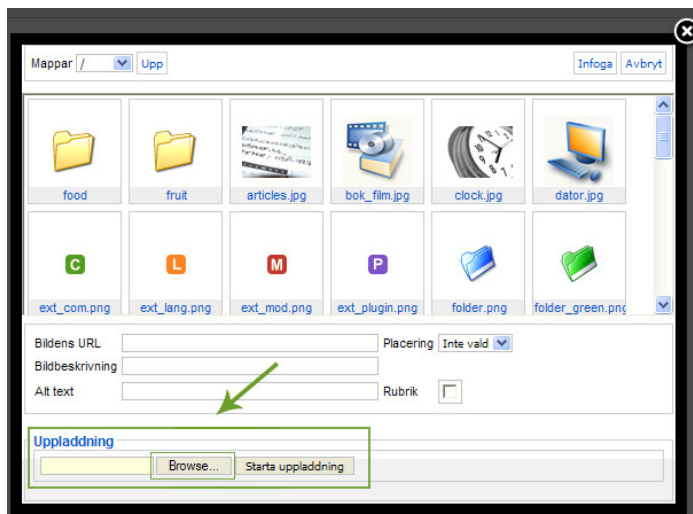 Mappar / Upp Infoga Avbryt
food fruit articles.jpg bok_film.jpg clock.jpg dator.jpg
C L M P
ext_com.png ext_lang.png ext_mod.png ext_plugin.png folder.png folder_green.png
Bildens URL Placering Inte vald
Bildbeskrivning
Alt text Rubrik
Uppladdning
Browse... Starta uppladdning